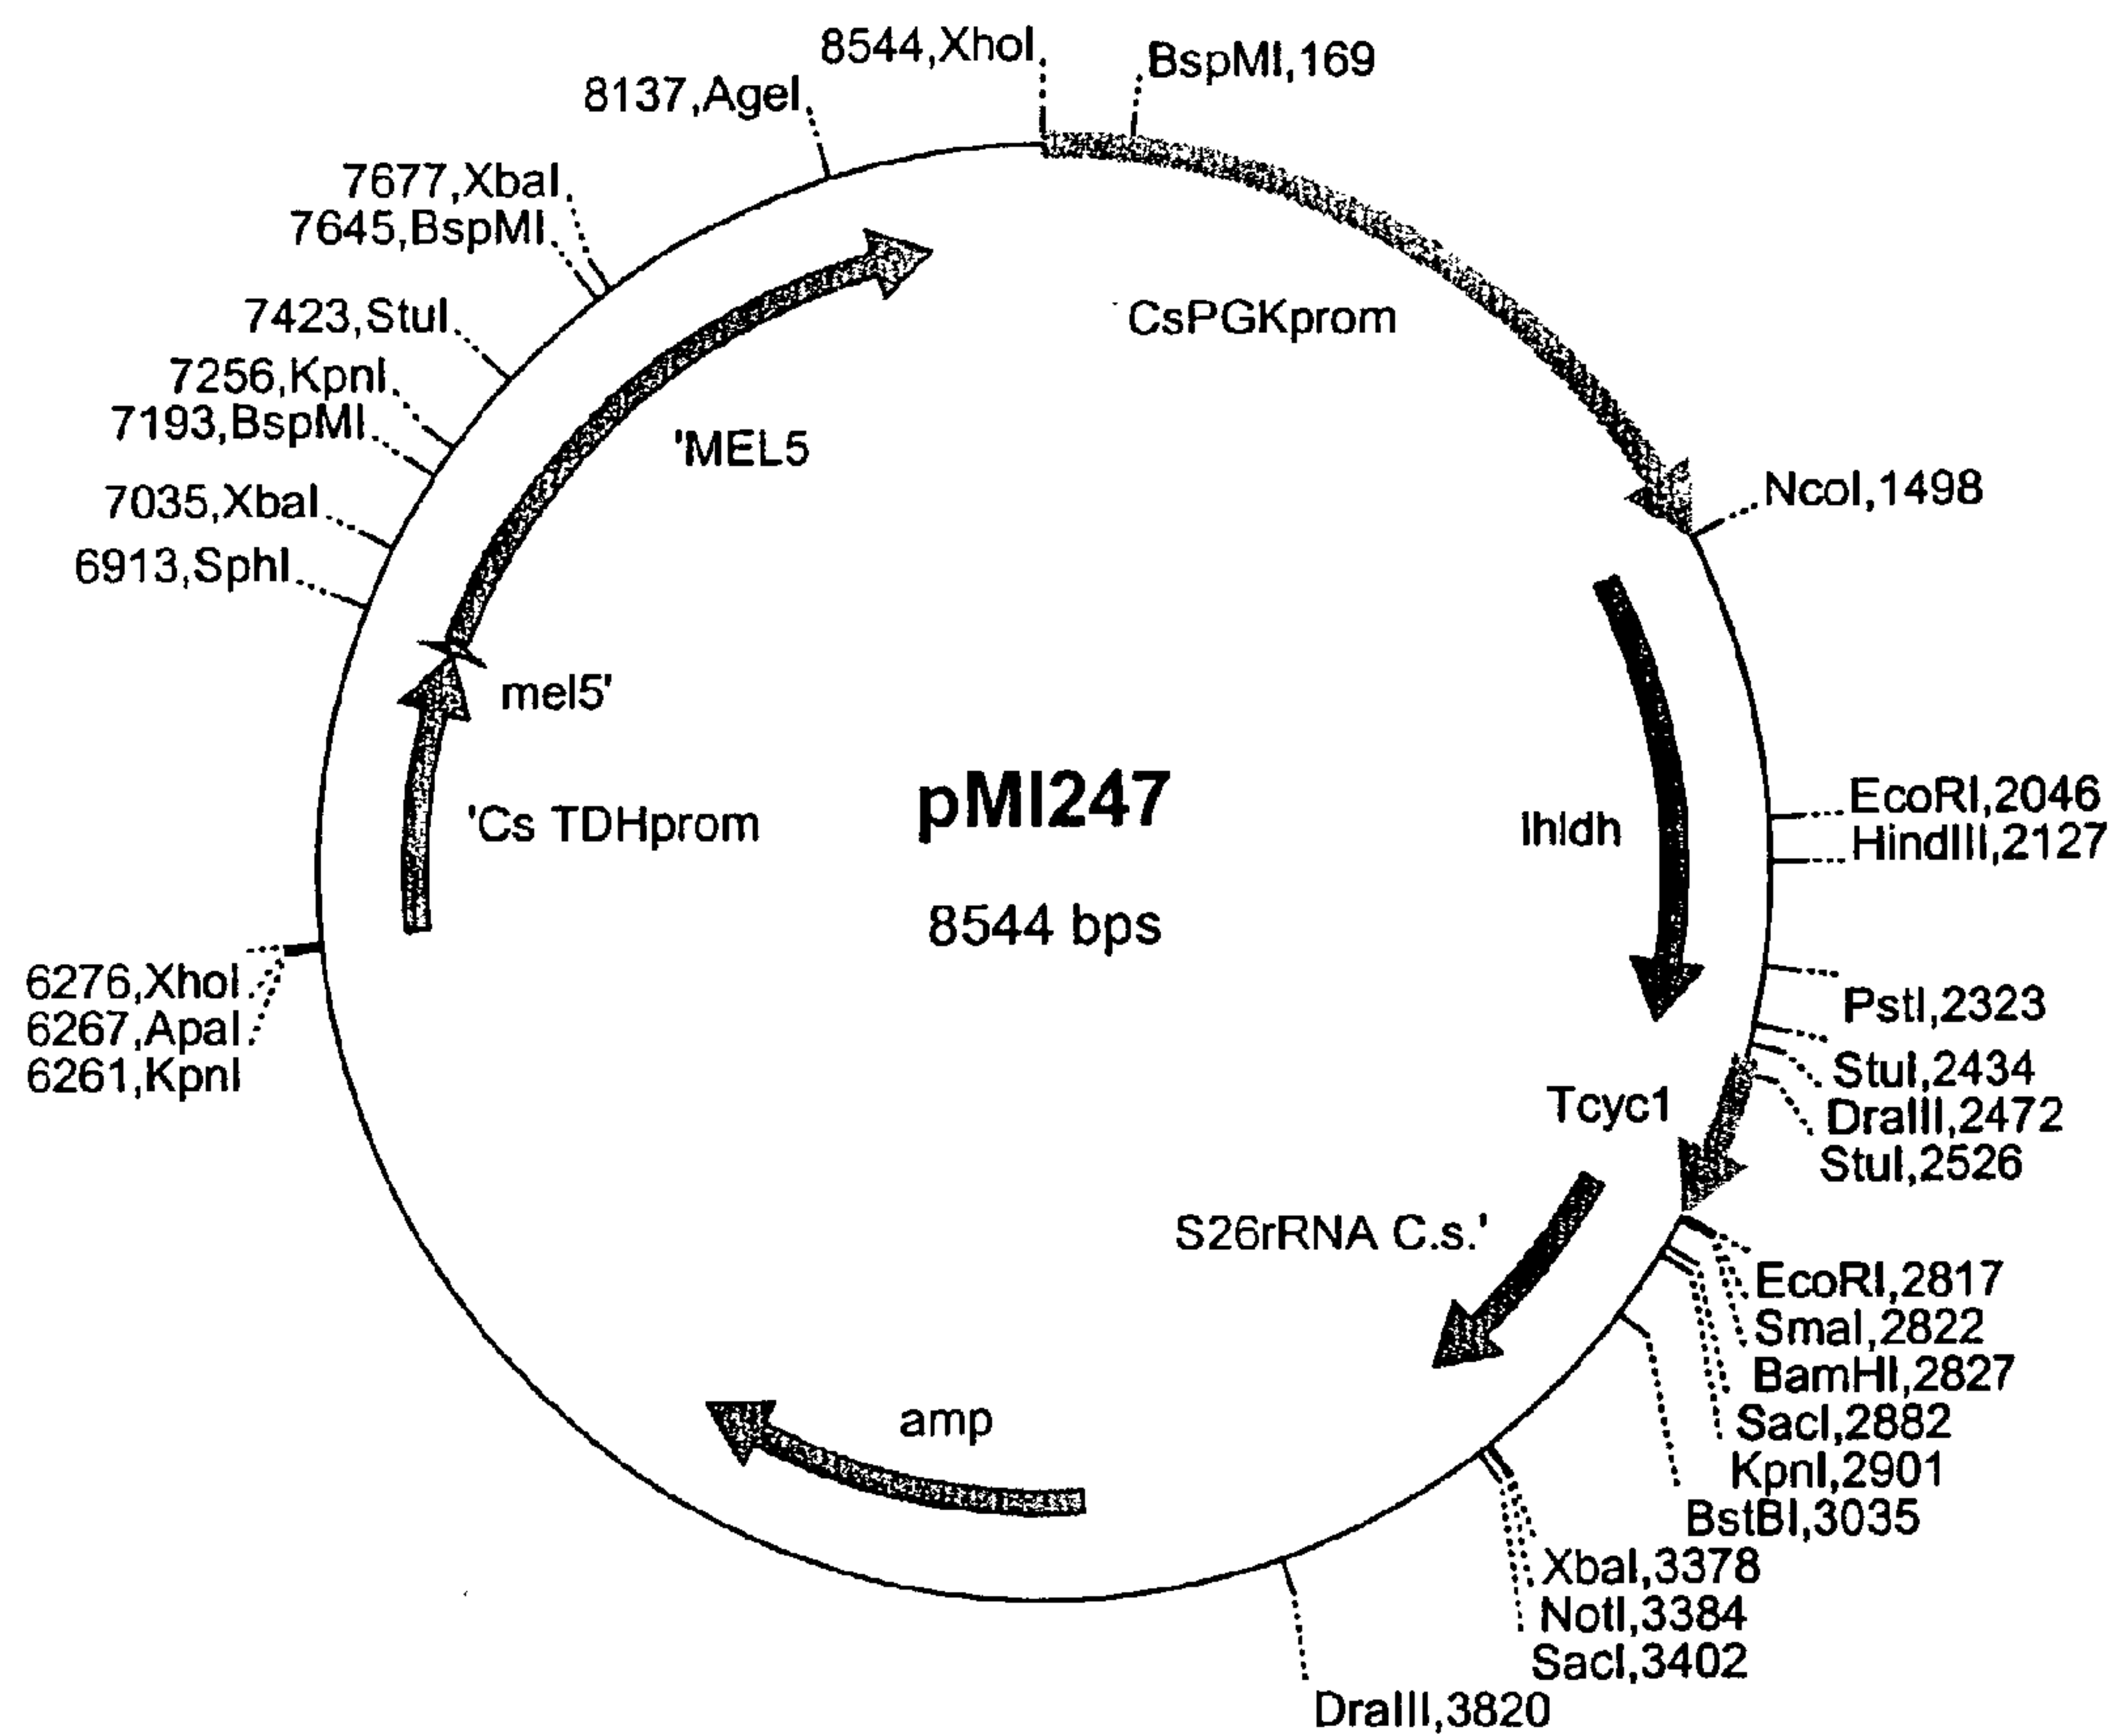 8544,XhoI
BspMI,169
8137,AgeI
7677,XbaI
7645,BspMI
7423,StuI
7256,KpnI
7193,BspMI
7035,XbaI
6913,SphI
CsPGKprom
'MEL5
NcoI,1498
mel5'
pMI247
8544 bps
'Cs TDHprom
lhldh
EcoRI,2046
HindIII,2127
6276,XhoI
6267,ApaI
6261,KpnI
PstI,2323
StuI,2434
DraIII,2472
StuI,2526
Tcyc1
S26rRNA C.s.'
EcoRI,2817
SmaI,2822
BamHI,2827
SacI,2882
KpnI,2901
BstBI,3035
amp
XbaI,3378
NotI,3384
SacI,3402
DraIII,3820